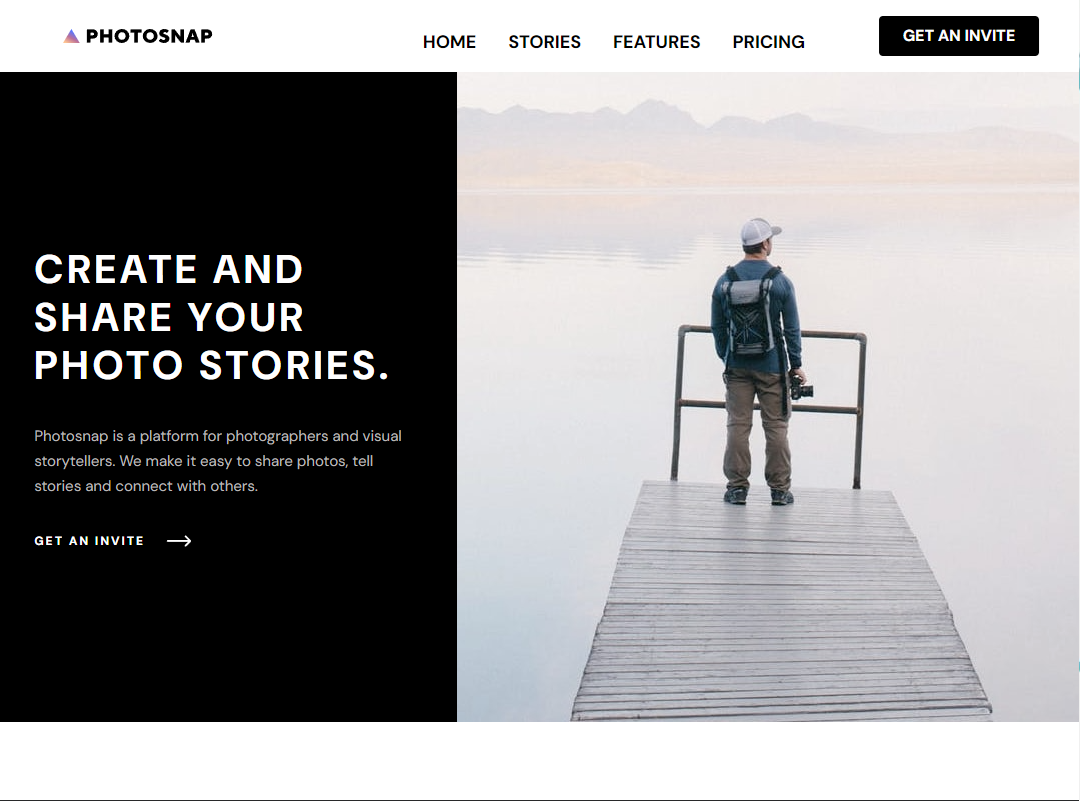 PHOTOSNAP
HOME STORIES FEATURES PRICING
GET AN INVITE
CREATE AND
SHARE YOUR
PHOTO STORIES.
Photosnap is a platform for photographers and visual
storytellers. We make it easy to share photos, tell
stories and connect with others.
GET AN INVITE